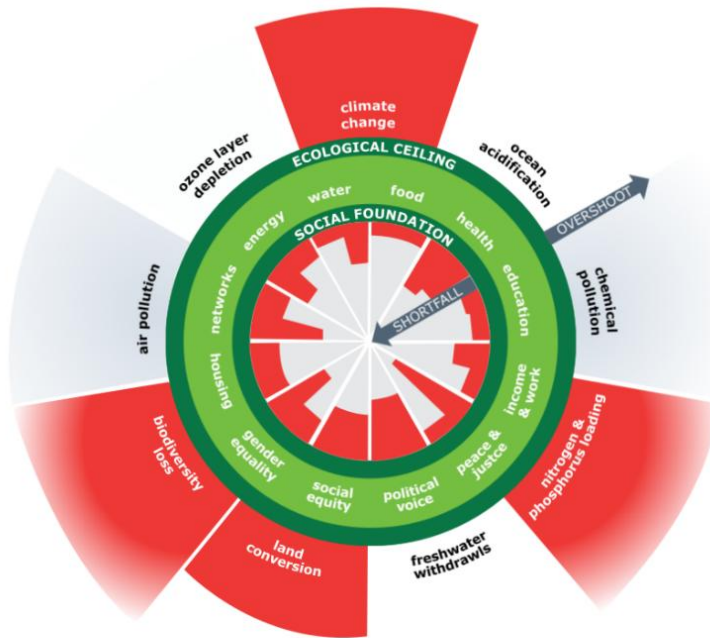 climate
change
ozone layer
depletion
ocean
acidification
ECOLOGICAL CEILING
water
food
energy
health
SOCIAL FOUNDATION
OVERSHOOT
SHORTFALL
networks
education
air pollution
chemical
pollution
housing
income
& work
biodiversity
loss
nitrogen &
phosphorus loading
gender
equality
peace &
justce
social
equity
political
voice
land
conversion
freshwater
withdrawls